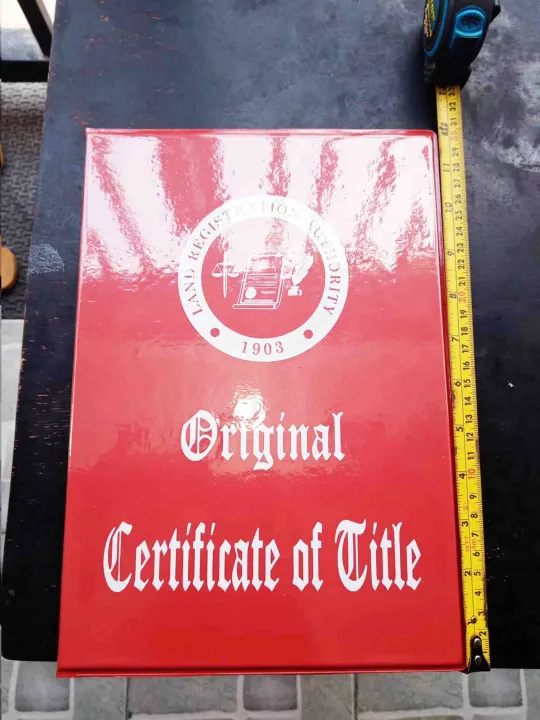 LAND REGISTRATION AUTHORITY
1903
Original
Certificate of Title